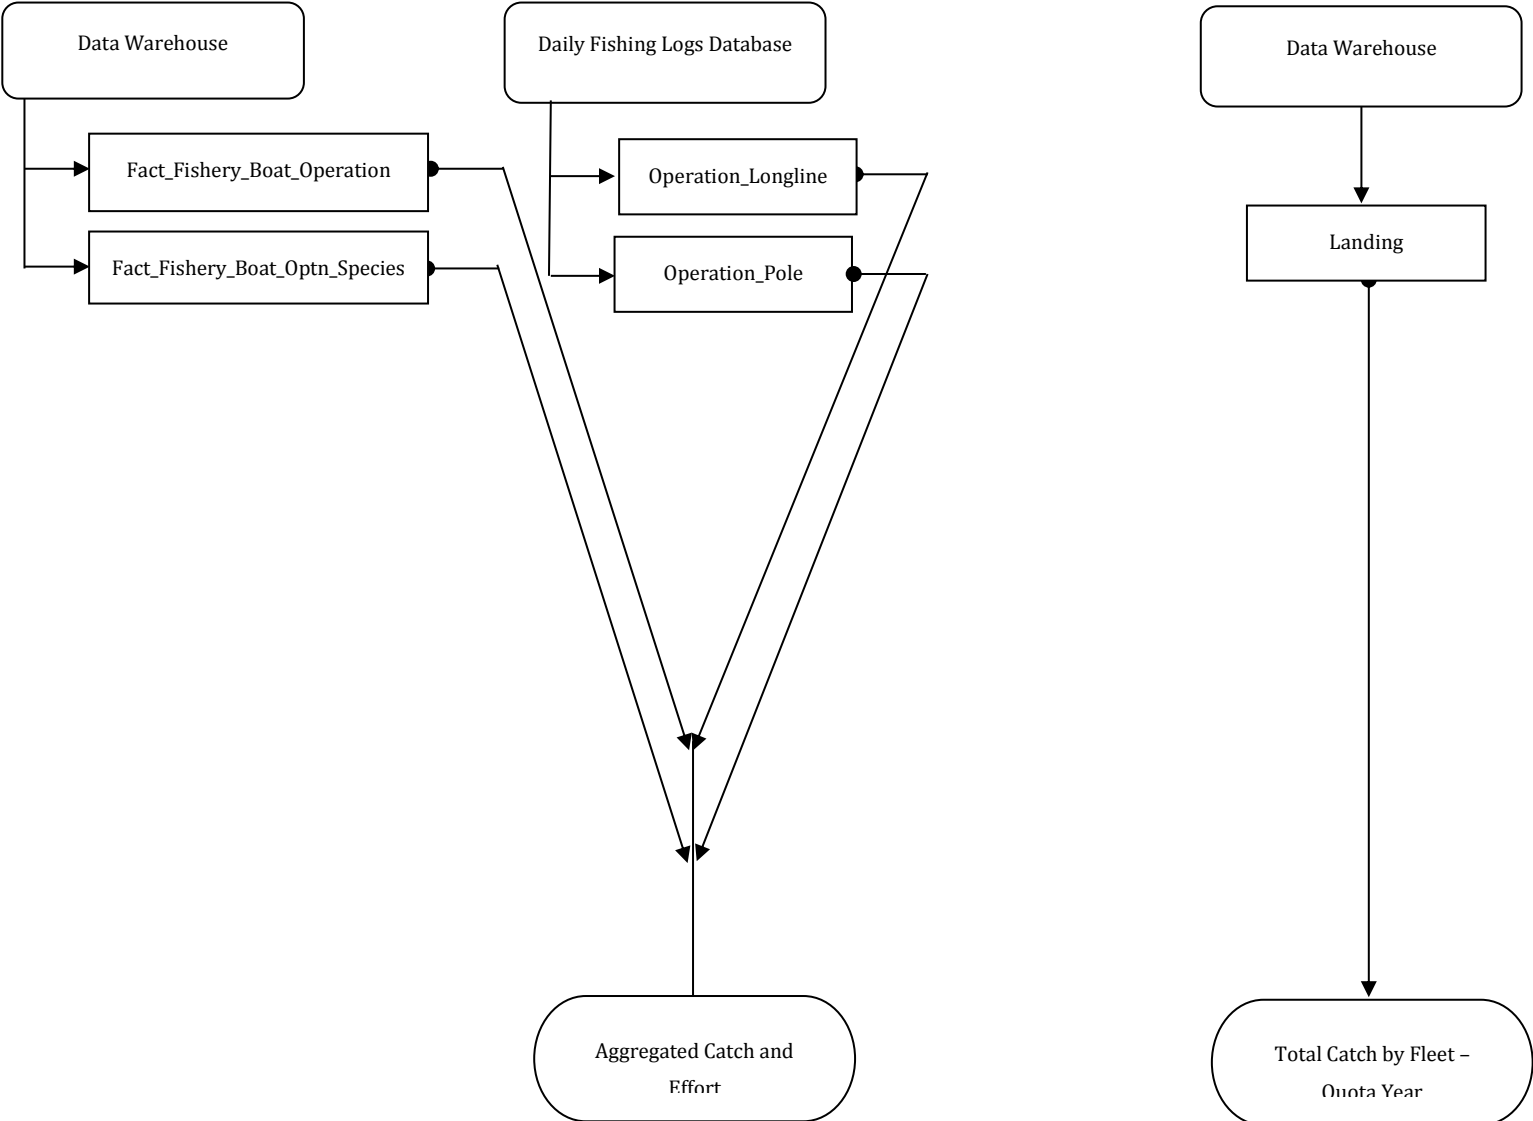 Data Warehouse
Daily Fishing Logs Database
Data Warehouse
Fact_Fishery_Boat_Operation
Operation_Longline
Landing
Fact_Fishery_Boat_Optn_Species
Operation_Pole
Aggregated Catch and
Effort
Total Catch by Fleet –
Quota Year